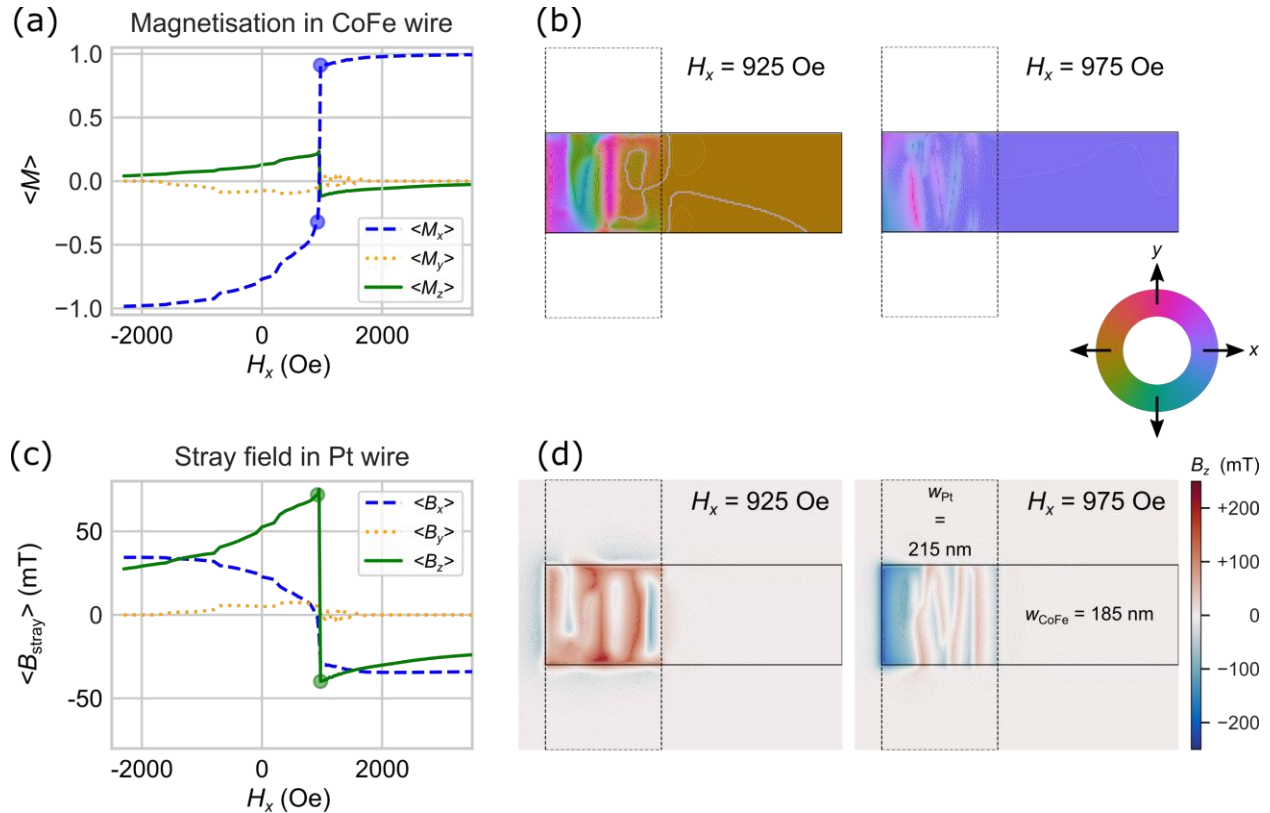 (a)
Magnetisation in CoFe wire
1.0
0.5
0.0
−0.5
−1.0
<M>
<Mx>
<My>
<Mz>
-2000
0
2000
Hx (Oe)
(b)
Hx = 925 Oe
Hx = 975 Oe
y
x
(c)
Stray field in Pt wire
50
0
-50
<Bstray> (mT)
<Bx>
<By>
<Bz>
-2000
0
2000
Hx (Oe)
(d)
Hx = 925 Oe
wPt
=
215 nm
Hx = 975 Oe
wCoFe = 185 nm
Bz (mT)
+200
+100
0
−100
−200